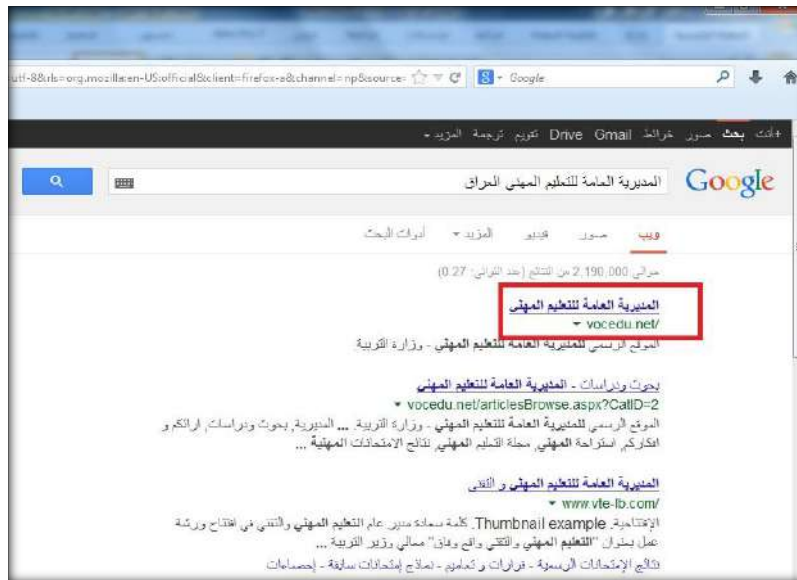 utf-8&rls=org.mozilla:en-US:official&client=firefox-a&channel=np&source=
Google
+أنت بحث صور خرائط Drive Gmail تقويم ترجمة المزيد
Google
المديرية العامة للتعليم المهني العراق
ويب صور فيديو المزيد أدوات البحث
حوالي 2,190,000 من النتائج (عدد الثواني: 0.27)
المديرية العامة للتعليم المهني
vocedu.net/
الموقع الرسمي للمديرية العامة للتعليم المهني - وزارة التربية
بحوث ودراسات - المديرية العامة للتعليم المهني
vocedu.net/articlesBrowse.aspx?CatID=2
الموقع الرسمي للمديرية العامة للتعليم المهني - وزارة التربية. ... المديرية, بحوث ودراسات, ارائكم و
افكاركم, استراحة المهني, مجلة التعليم المهني, نتائج الامتحانات المهنية ...
المديرية العامة للتعليم المهني و التقني
www.vte-lb.com/
الإفتتاحية. Thumbnail example. كلمة سعادة مدير عام التعليم المهني والتقني في افتتاح ورشة
عمل بعنوان "التعليم المهني والتقني واقع وفاق" معالي وزير التربية ...
نتائج الإمتحانات الرسمية - قرارات و تعاميم - نماذج إمتحانات سابقة - إحصاءات